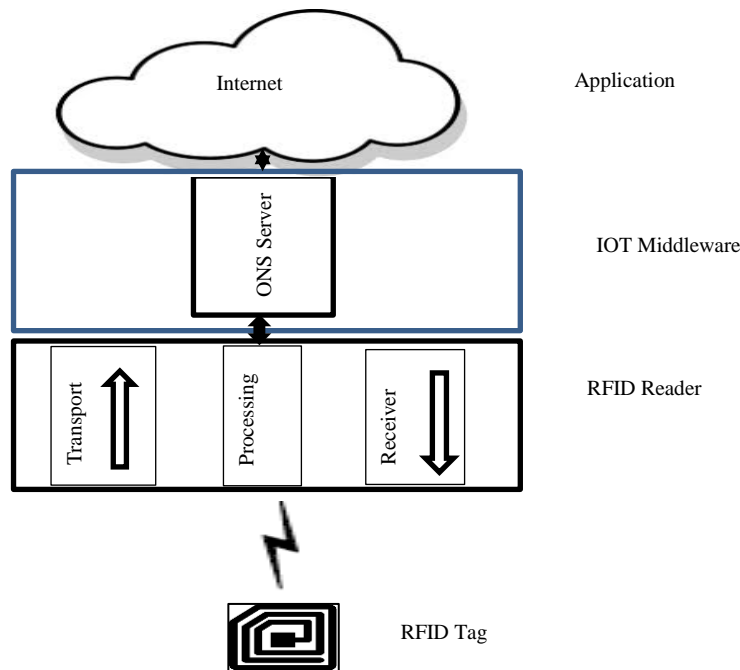 Internet
Application
ONS Server
IOT Middleware
Transport
Processing
Receiver
RFID Reader
RFID Tag